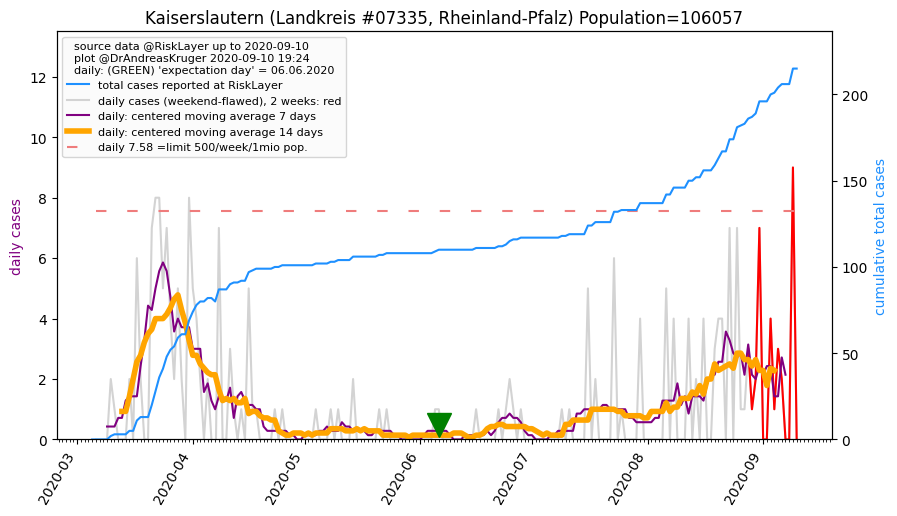 Kaiserslautern (Landkreis #07335, Rheinland-Pfalz) Population=106057
source data @RiskLayer up to 2020-09-10
plot @DrAndreasKruger 2020-09-10 19:24
daily: (GREEN) 'expectation day' = 06.06.2020
total cases reported at RiskLayer
daily cases (weekend-flawed), 2 weeks: red
daily: centered moving average 7 days
daily: centered moving average 14 days
daily 7.58 =limit 500/week/1mio pop.
daily cases
12
10
8
6
4
2
0
cumulative total cases
200
150
100
50
0
2020-03
2020-04
2020-05
2020-06
2020-07
2020-08
2020-09